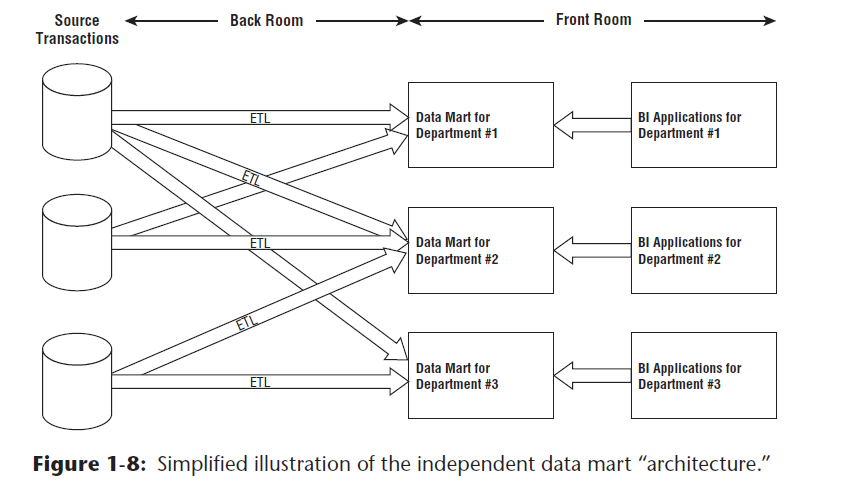 Source
Transactions
Back Room
Front Room
ETL
Data Mart for
Department #1
BI Applications for
Department #1
ETL
ETL
Data Mart for
Department #2
BI Applications for
Department #2
ETL
ETL
Data Mart for
Department #3
BI Applications for
Department #3
Figure 1-8: Simplified illustration of the independent data mart “architecture.”